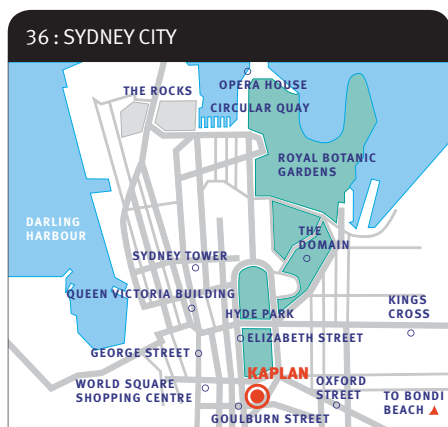 36 : SYDNEY CITY
OPERA HOUSE
THE ROCKS
CIRCULAR QUAY
ROYAL BOTANIC
GARDENS
DARLING
HARBOUR
THE
DOMAIN
SYDNEY TOWER
QUEEN VICTORIA BUILDING
HYDE PARK
KINGS
CROSS
ELIZABETH STREET
GEORGE STREET
KAPLAN
WORLD SQUARE
SHOPPING CENTRE
OXFORD
STREET
TO BONDI
BEACH
GOULBURN STREET